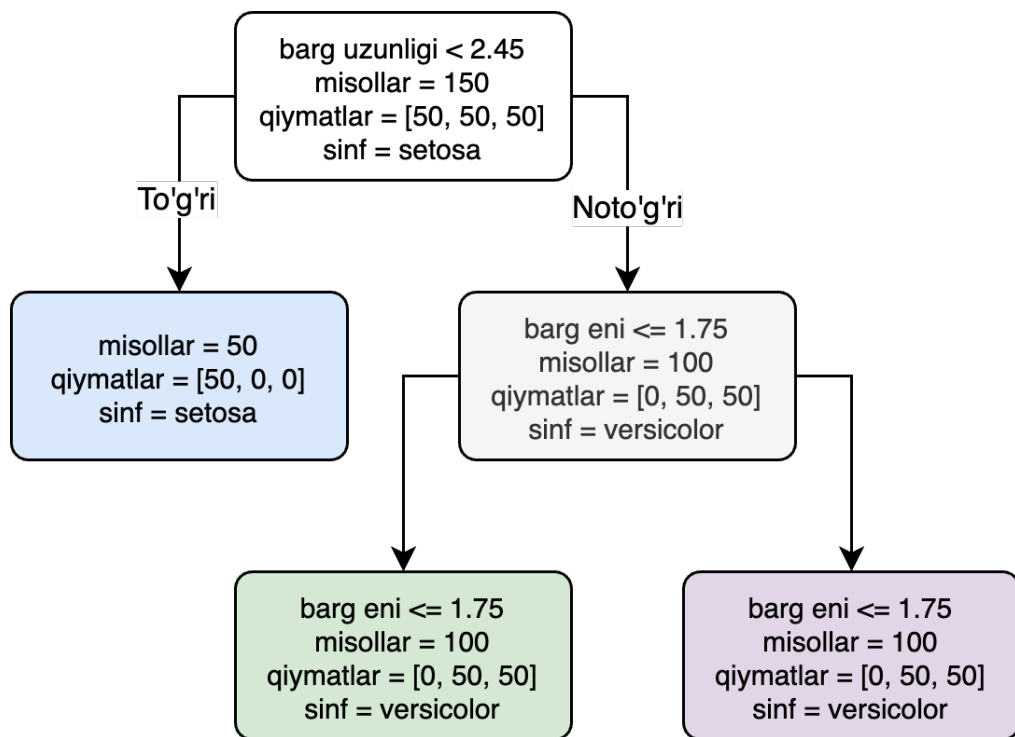 barg uzunligi < 2.45
misollar = 150
qiymatlar = [50, 50, 50]
sinf = setosa
To'g'ri
Noto'g'ri
misollar = 50
qiymatlar = [50, 0, 0]
sinf = setosa
barg eni <= 1.75
misollar = 100
qiymatlar = [0, 50, 50]
sinf = versicolor
barg eni <= 1.75
misollar = 100
qiymatlar = [0, 50, 50]
sinf = versicolor
barg eni <= 1.75
misollar = 100
qiymatlar = [0, 50, 50]
sinf = versicolor